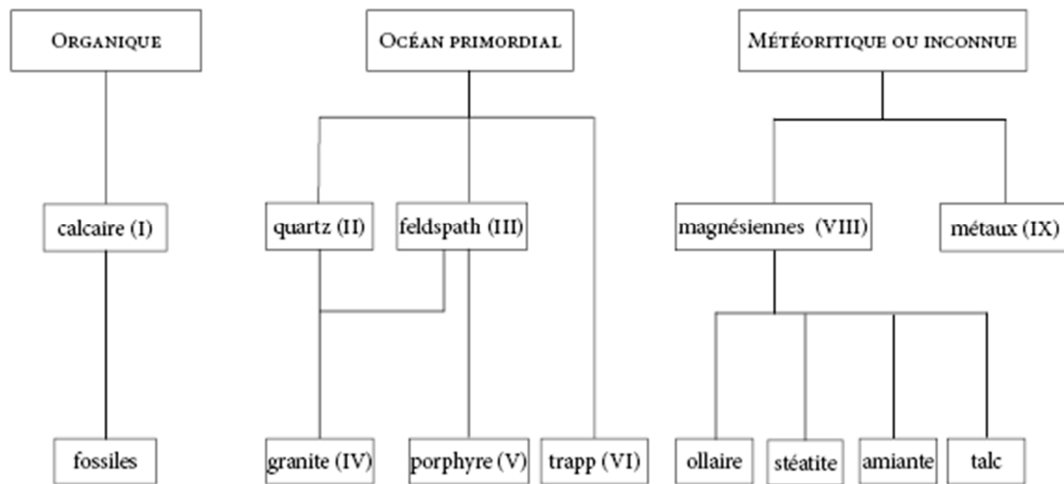 ORGANIQUE
OCÉAN PRIMORDIAL
MÉTÉORITIQUE OU INCONNUE
calcaire (I)
quartz (II)
feldspath (III)
magnésiennes (VIII)
métaux (IX)
fossiles
granite (IV)
porphyre (V)
trapp (VI)
ollaire
stéatite
amiante
talc